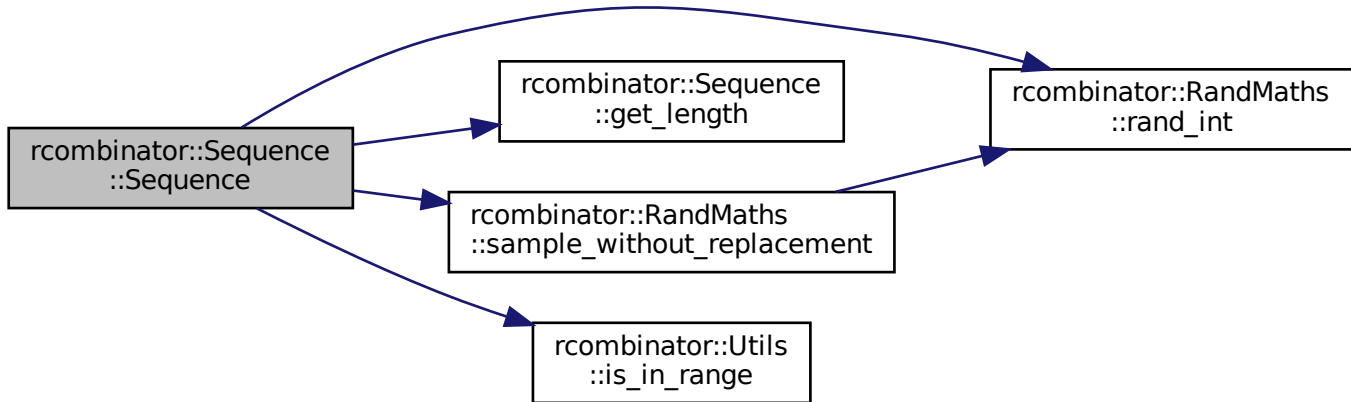 rcombinator::Sequence
::Sequence
rcombinator::Sequence
::get_length
rcombinator::RandMaths
::sample_without_replacement
rcombinator::Utils
::is_in_range
rcombinator::RandMaths
::rand_int